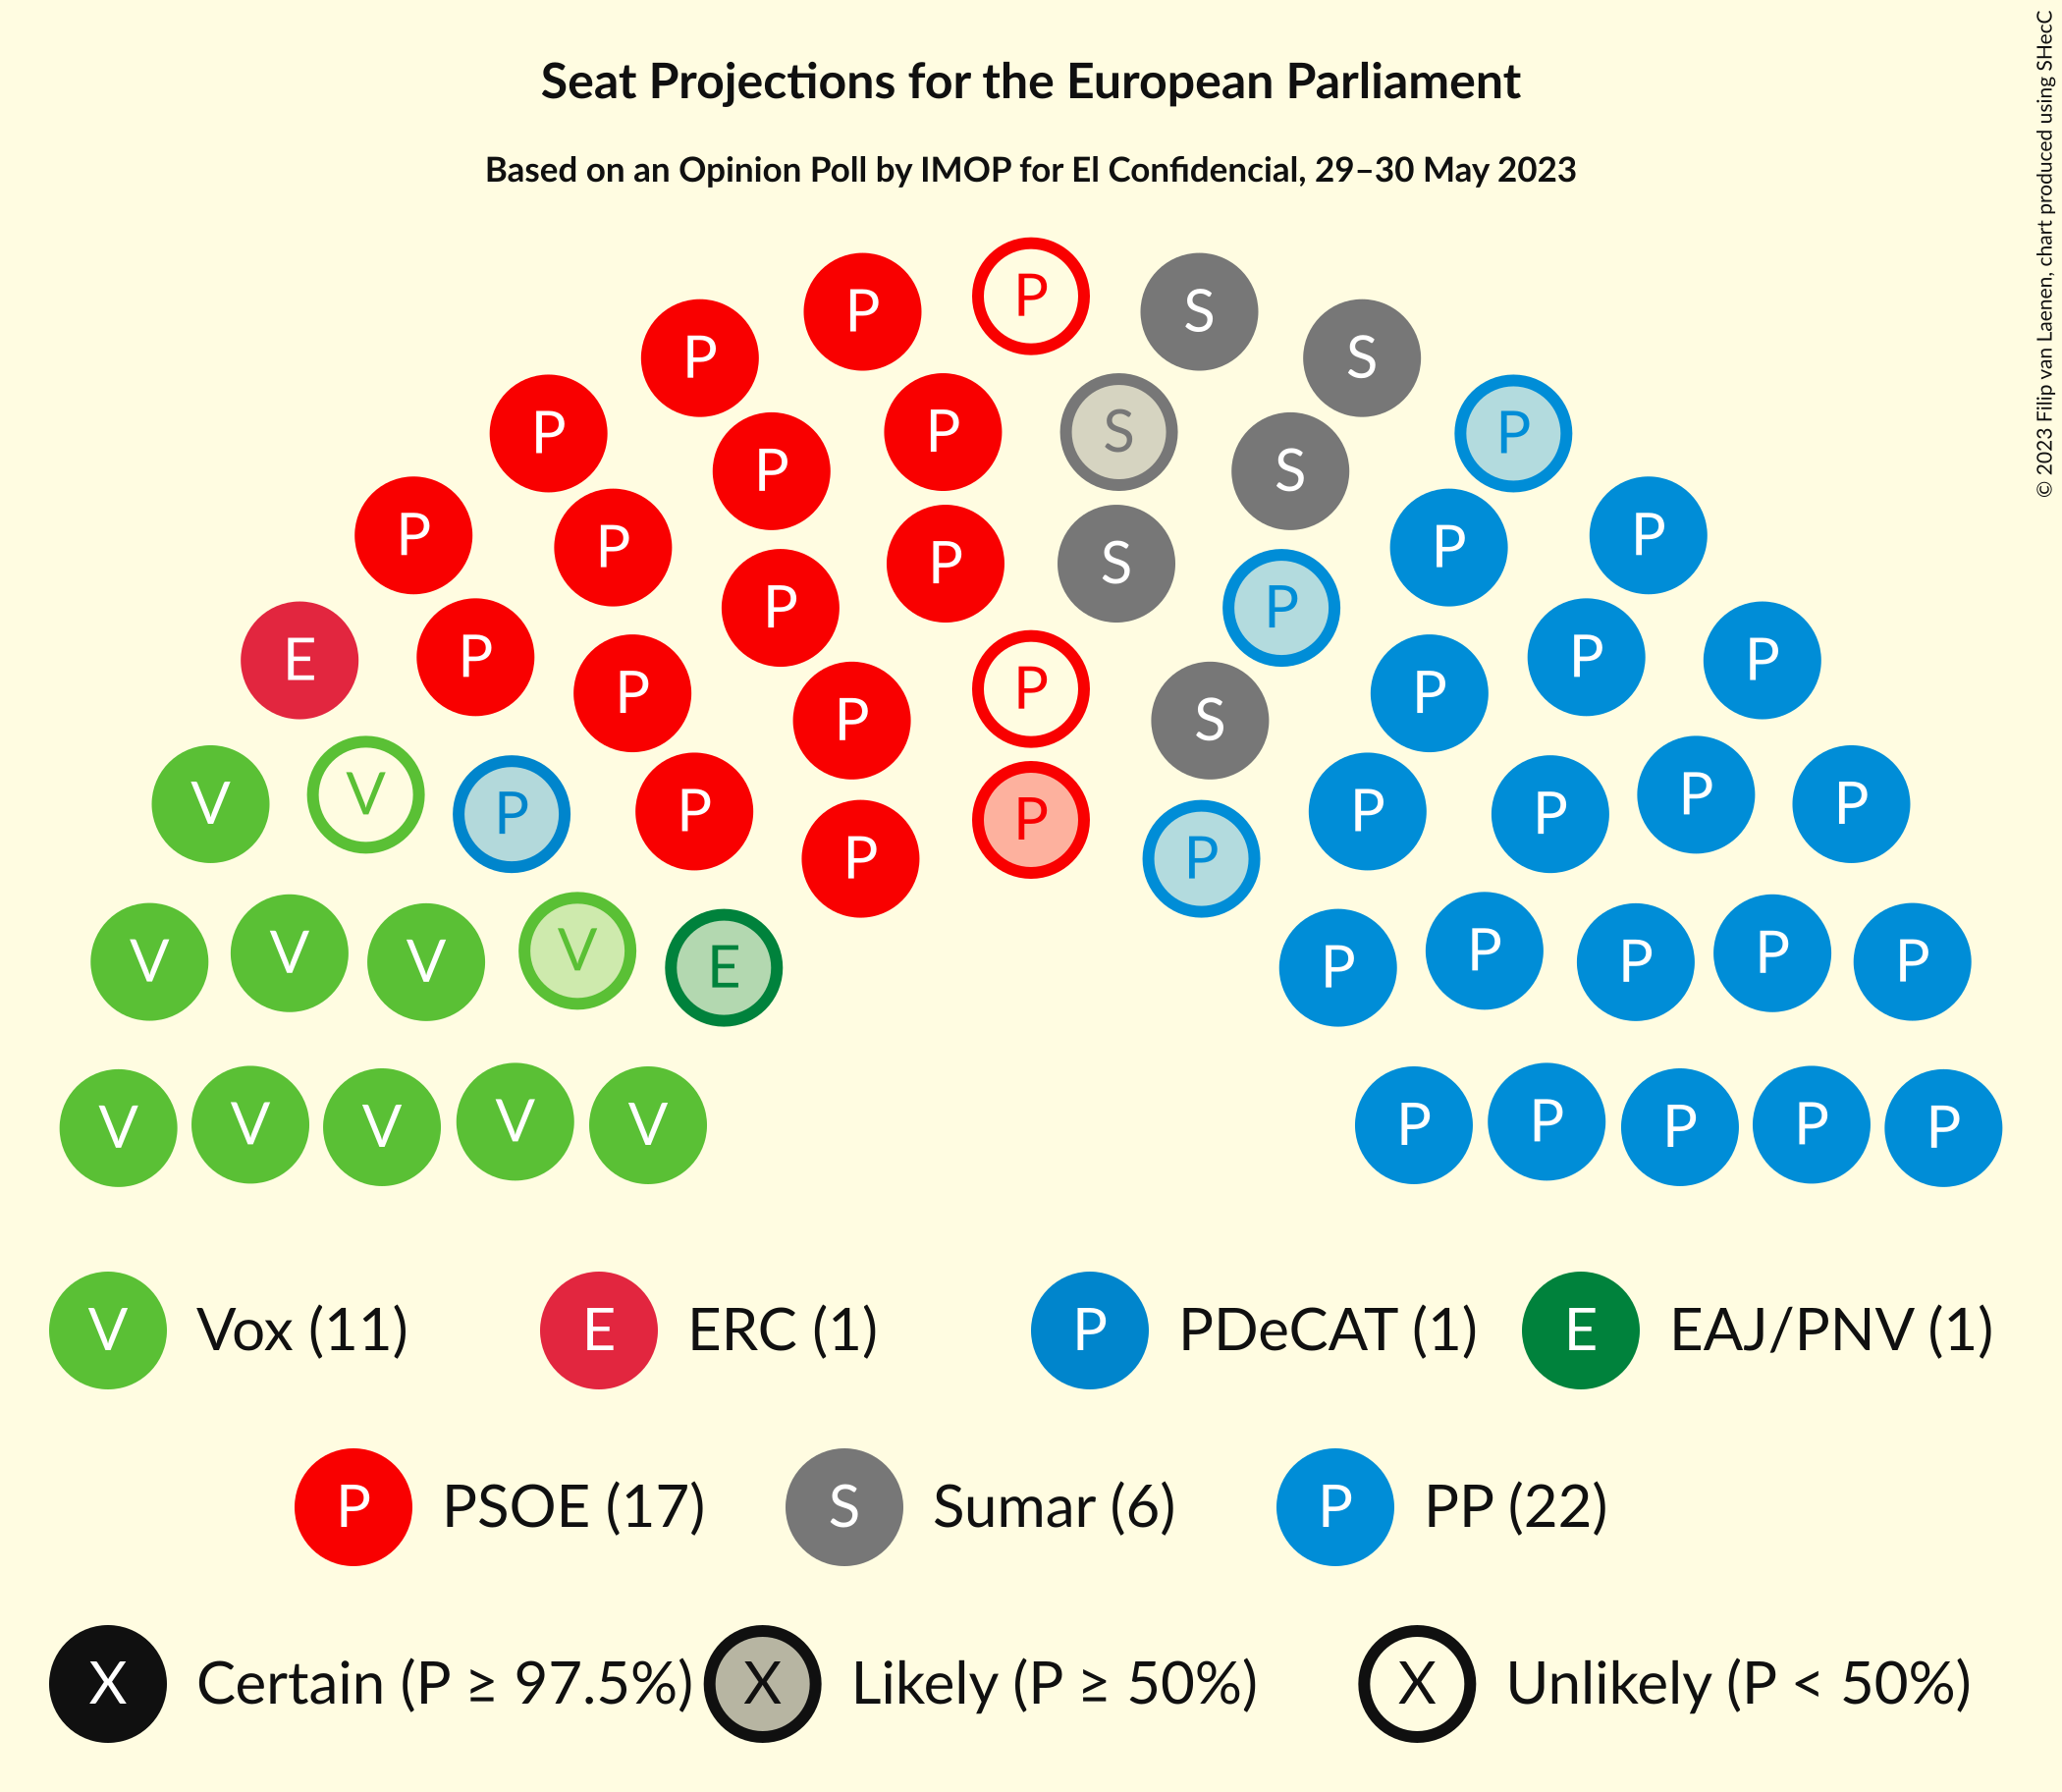 Seat Projections for the European Parliament
Based on an Opinion Poll by IMOP for El Confidencial, 29–30 May 2023
© 2023 Filip van Laenen, chart produced using SHecC
P
P P S S
P P P S S P
P P P P S P P
E P P P P P S P P P P
V V P P P P P P P P P
V V V V E P P P P P
V V V V V P P P P P
V Vox (11) E ERC (1) P PDeCAT (1) E EAJ/PNV (1)
P PSOE (17) S Sumar (6) P PP (22)
X Certain (P ≥ 97.5%) X Likely (P ≥ 50%) X Unlikely (P < 50%)